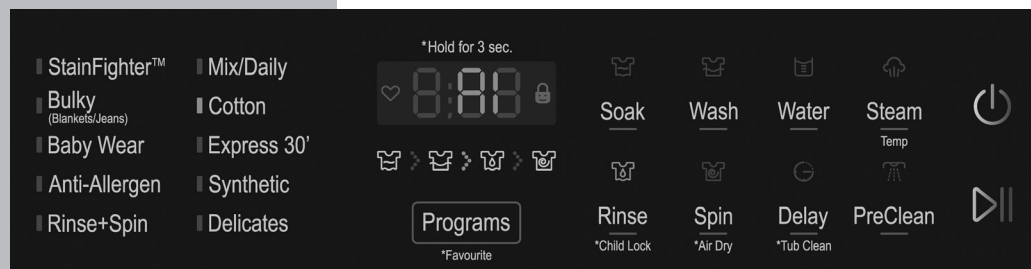 *Hold for 3 sec.
StainFighter™
Bulky
(Blankets/Jeans)
Baby Wear
Anti-Allergen
Rinse+Spin
Mix/Daily
Cotton
Express 30’
Synthetic
Delicates
AI
Programs
*Favourite
Soak
Wash
Water
Steam
Temp
Rinse
*Child Lock
Spin
*Air Dry
Delay
*Tub Clean
PreClean